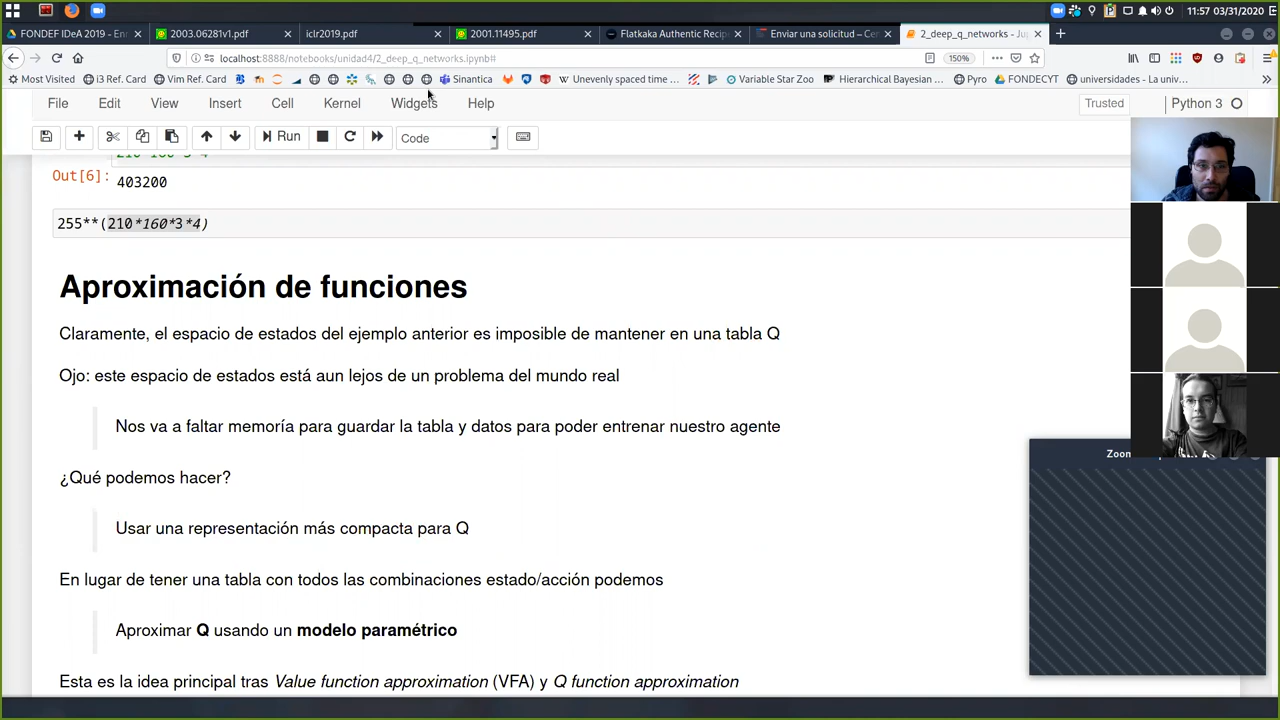 11:57 03/31/2020
FONDEF IDeA 2019 - En
2003.06281v1.pdf
iclr2019.pdf
2001.11495.pdf
Flatkaka Authentic Recipe
Enviar una solicitud – Cen
2_deep_q_networks - Ju
localhost:8888/notebooks/unidad4/2_deep_q_networks.ipynb#
150%
Most Visited
i3 Ref. Card
Vim Ref. Card
Sinantica
Unevenly spaced time ...
Variable Star Zoo
Hierarchical Bayesian ...
Pyro
FONDECYT
universidades - La univ...
File Edit View Insert Cell Kernel Widgets Help
Trusted
Python 3
Run
Code
210*160*3*4
Out[6]:
403200
255**(210*160*3*4)
Aproximación de funciones
Claramente, el espacio de estados del ejemplo anterior es imposible de mantener en una tabla Q
Ojo: este espacio de estados está aun lejos de un problema del mundo real
Nos va a faltar memoría para guardar la tabla y datos para poder entrenar nuestro agente
¿Qué podemos hacer?
Usar una representación más compacta para Q
En lugar de tener una tabla con todos las combinaciones estado/acción podemos
Aproximar Q usando un modelo paramétrico
Esta es la idea principal tras Value function approximation (VFA) y Q function approximation
Zoom